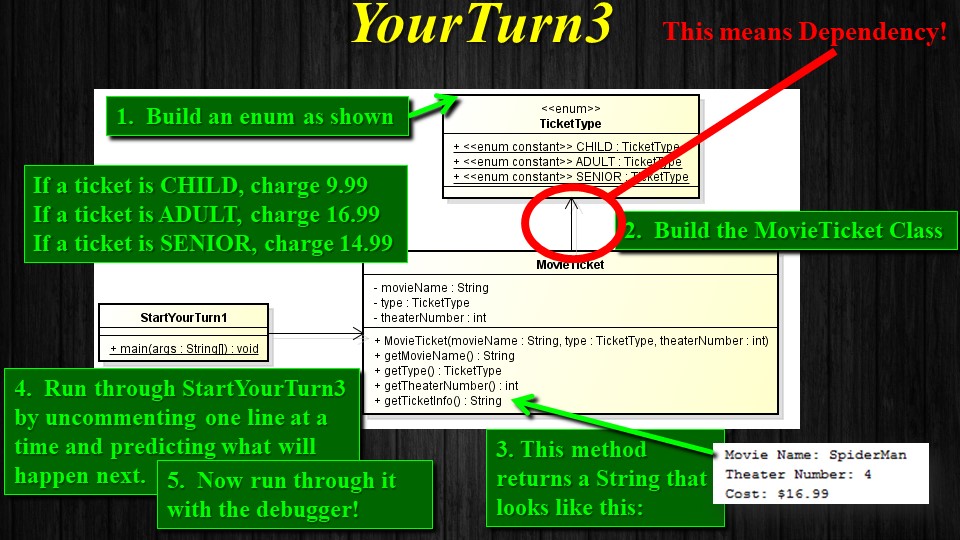 YourTurn3
This means Dependency!
1. Build an enum as shown
<<enum>>
TicketType
+ <<enum constant>> CHILD : TicketType
+ <<enum constant>> ADULT : TicketType
+ <<enum constant>> SENIOR : TicketType
If a ticket is CHILD, charge 9.99
If a ticket is ADULT, charge 16.99
If a ticket is SENIOR, charge 14.99
2. Build the MovieTicket Class
MovieTicket
- movieName : String
- type : TicketType
- theaterNumber : int
+ MovieTicket(movieName : String, type : TicketType, theaterNumber : int)
+ getMovieName() : String
+ getType() : TicketType
+ getTheaterNumber() : int
+ getTicketInfo() : String
StartYourTurn1
+ main(args : String[]) : void
4. Run through StartYourTurn3
by uncommenting one line at a
time and predicting what will
happen next.
5. Now run through it
with the debugger!
3. This method
returns a String that
looks like this:
Movie Name: SpiderMan
Theater Number: 4
Cost: $16.99